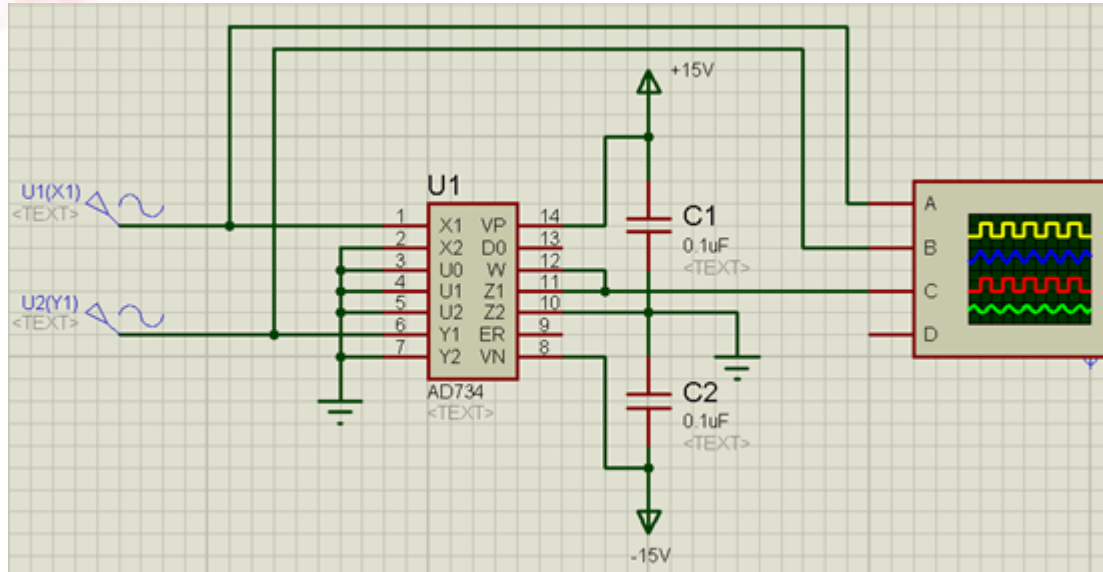 +15V
U1(X1)
<TEXT>
U1
1 X1 VP 14
2 X2 D0 13
3 U0 W 12
4 U1 Z1 11
5 U2 Z2 10
6 Y1 ER 9
7 Y2 VN 8
AD734
<TEXT>
U2(Y1)
<TEXT>
C1
0.1uF
<TEXT>
C2
0.1uF
<TEXT>
-15V
A
B
C
D